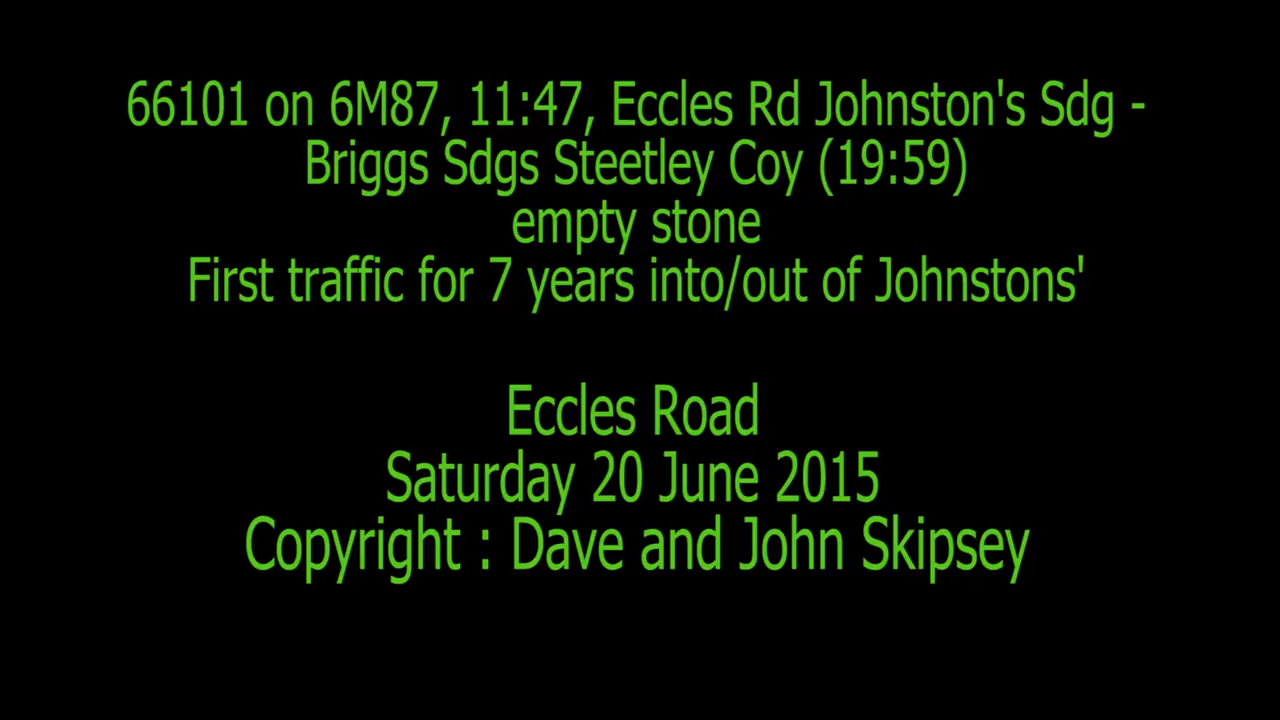 66101 on 6M87, 11:47, Eccles Rd Johnston's Sdg -
Briggs Sdgs Steetley Coy (19:59)
empty stone
First traffic for 7 years into/out of Johnstons'
Eccles Road
Saturday 20 June 2015
Copyright : Dave and John Skipsey